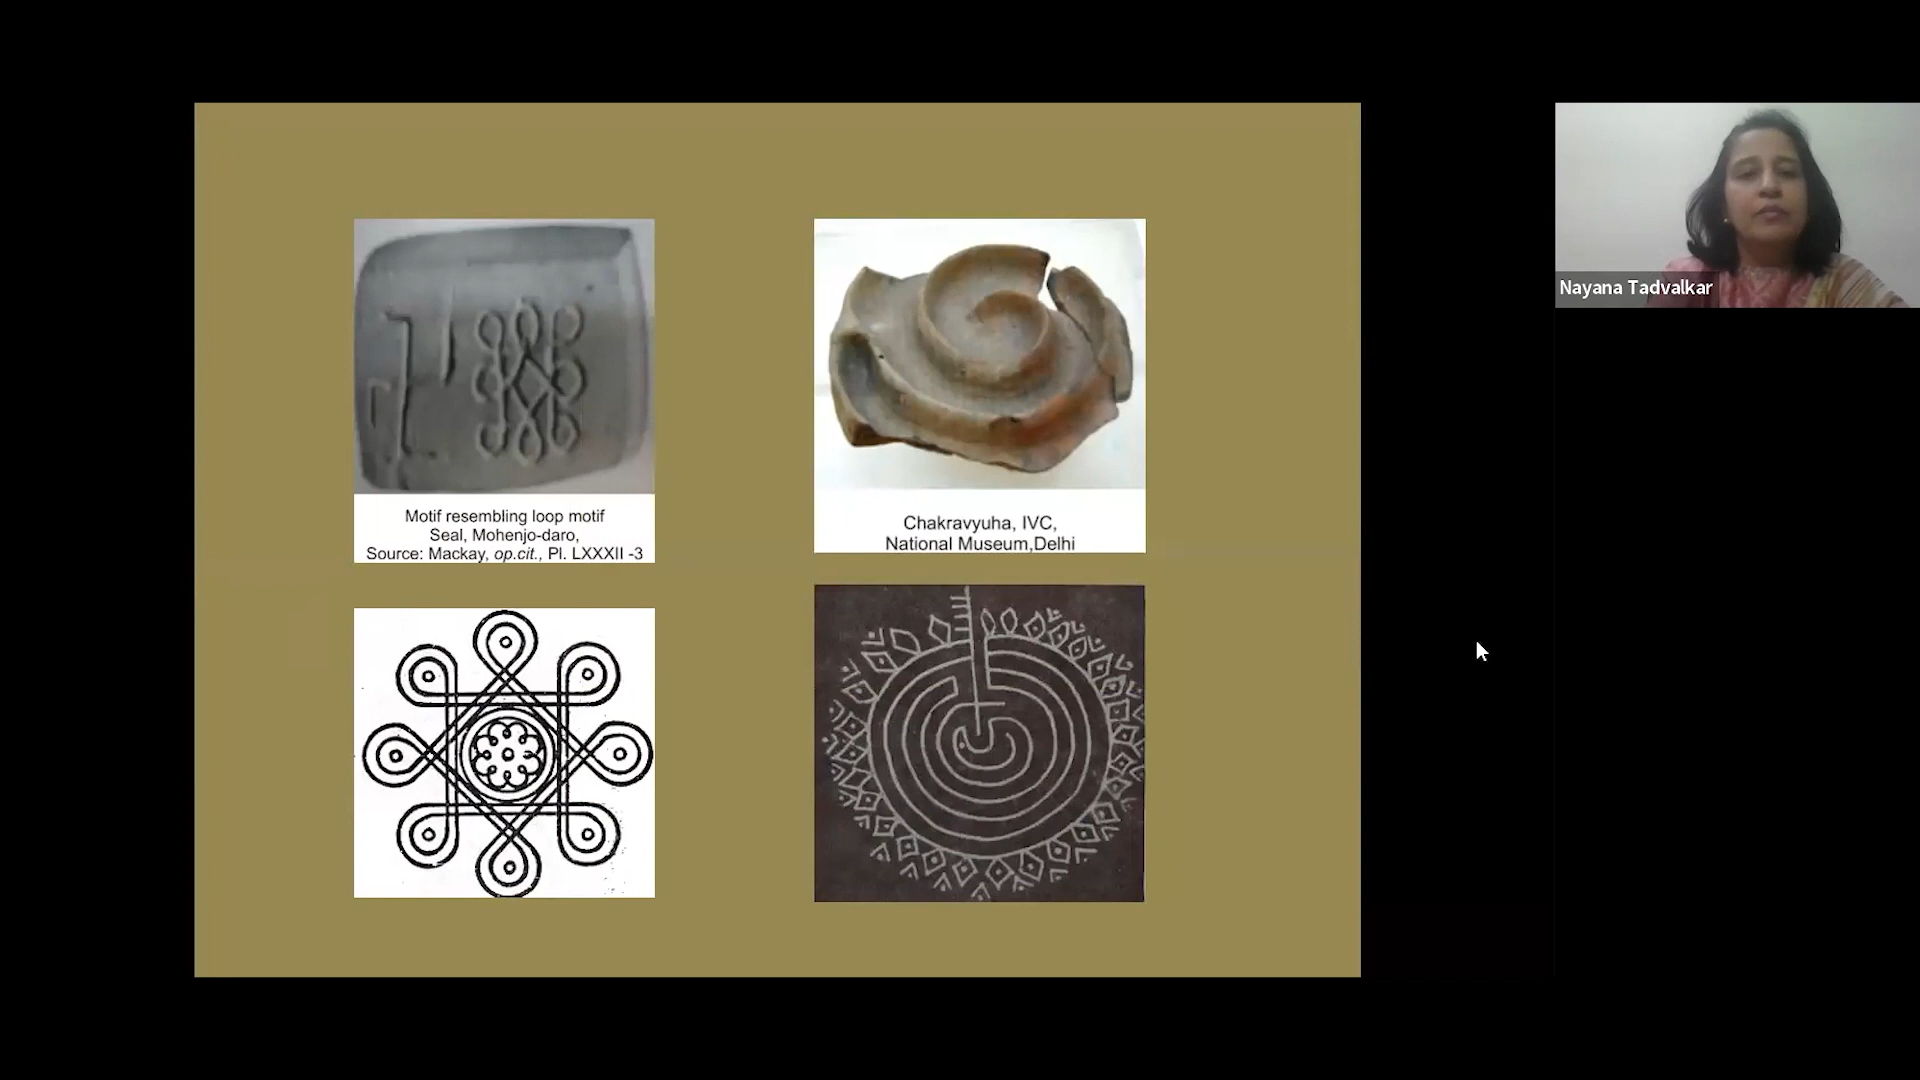 Motif resembling loop motif
Seal, Mohenjo-daro,
Source: Mackay, op.cit., Pl. LXXXII -3
Chakravyuha, IVC,
National Museum,Delhi
Nayana Tadvalkar